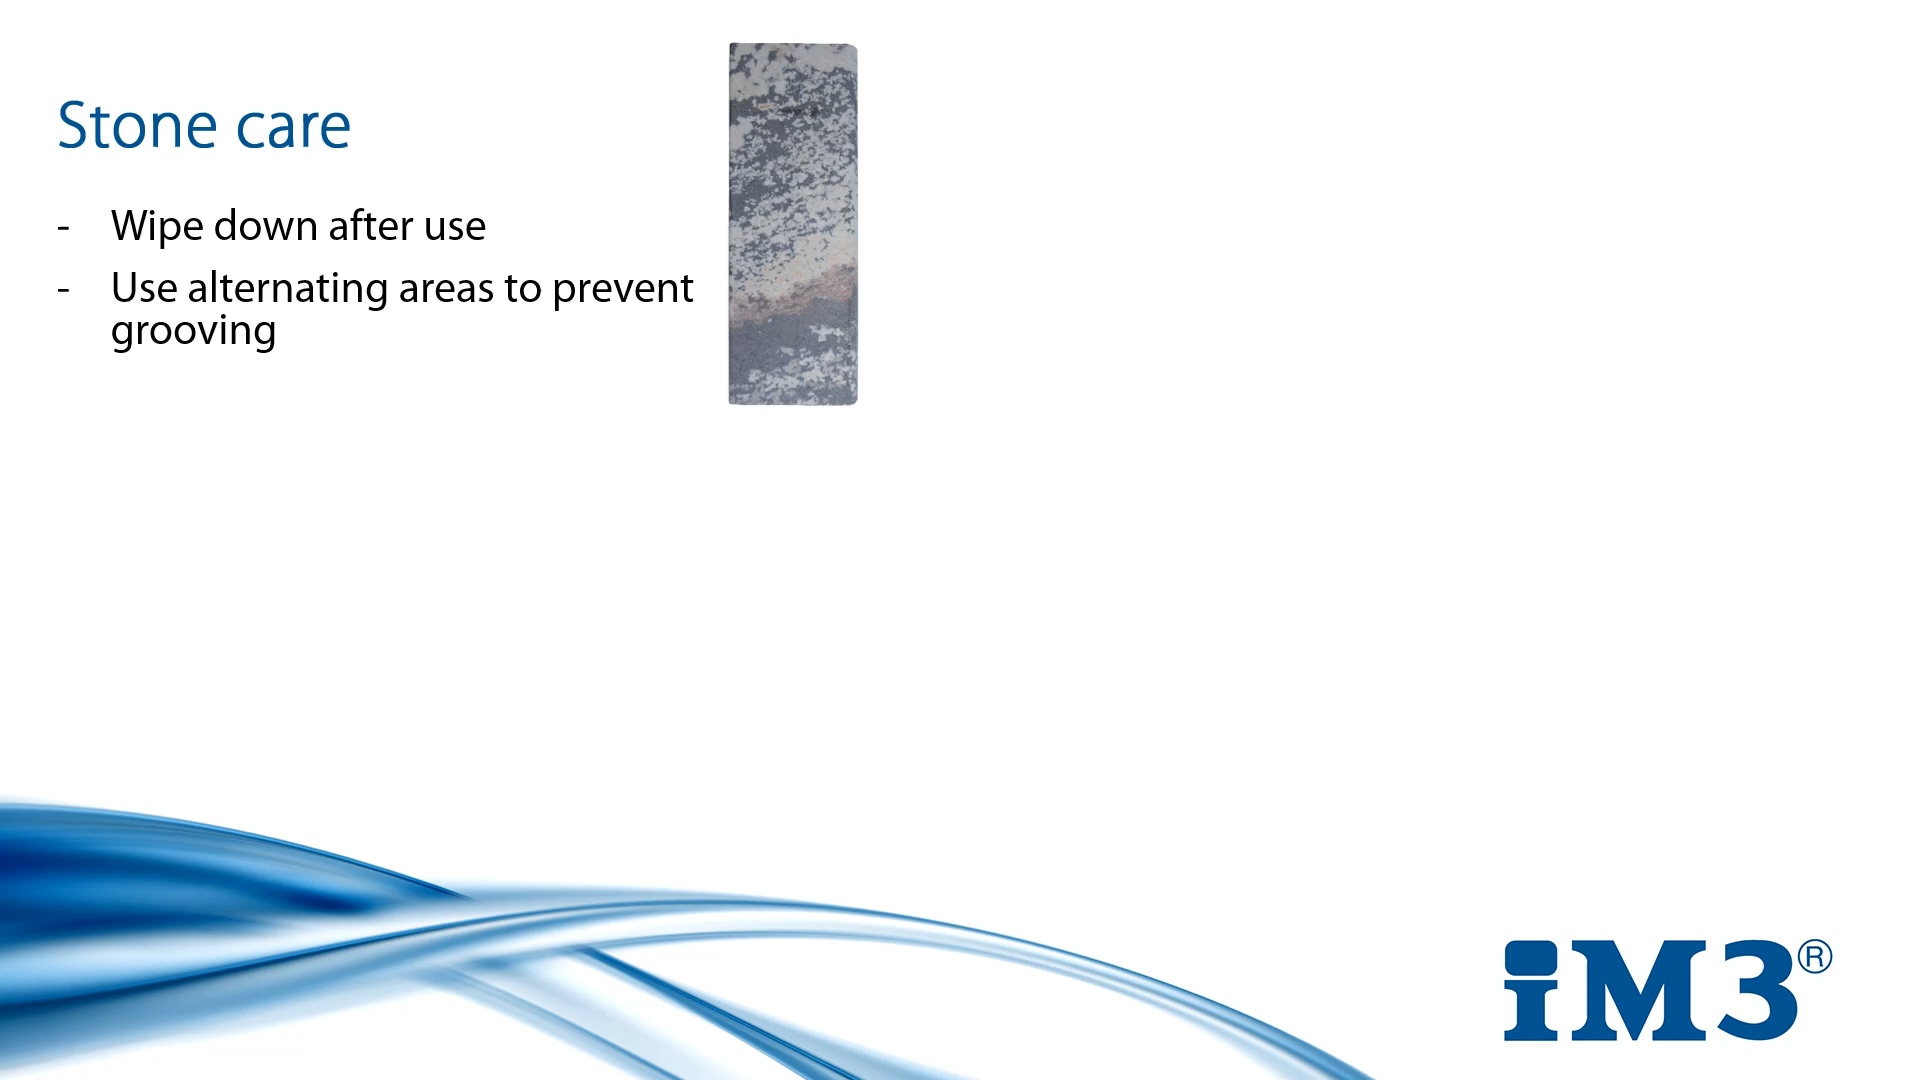 Stone care
- Wipe down after use
- Use alternating areas to prevent
grooving
iM3®